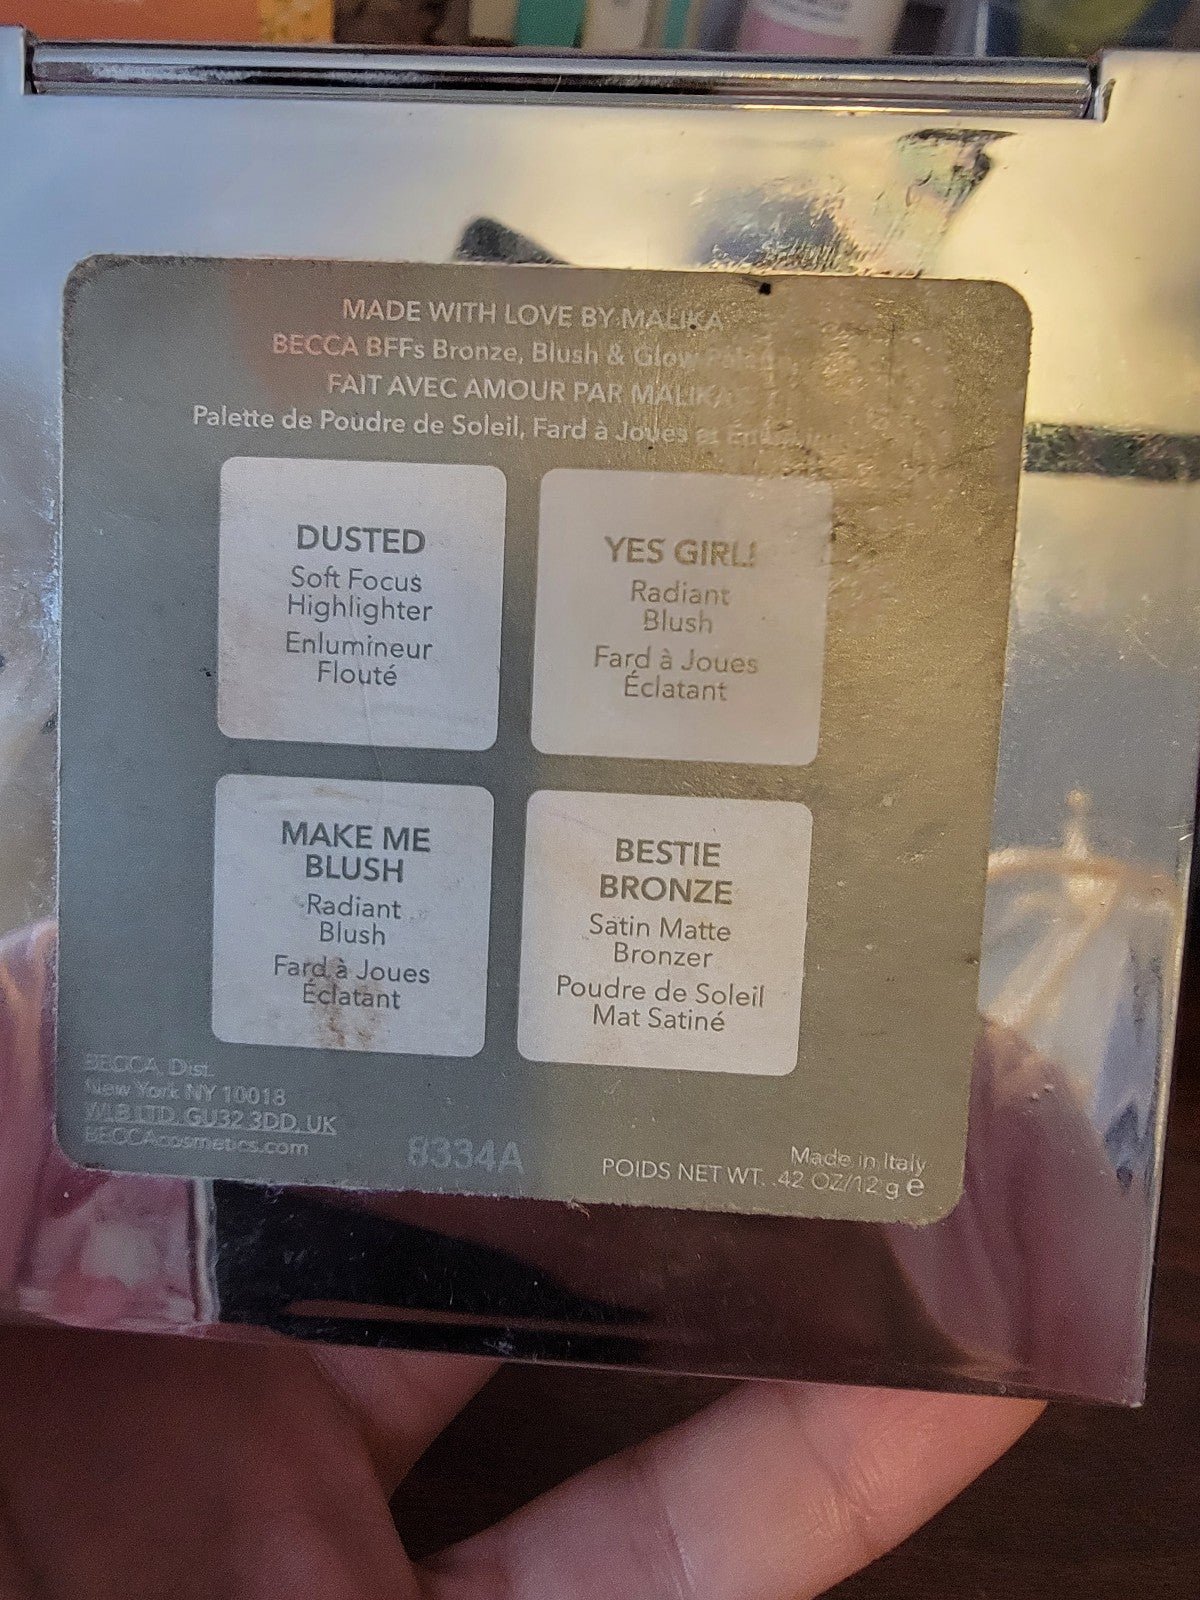 MADE WITH LOVE BY MALIKA
BECCA BFFs Bronze, Blush & Glow Palette
FAIT AVEC AMOUR PAR MALIKA
Palette de Poudre de Soleil, Fard à Joues et
DUSTED
Soft Focus
Highlighter
Enlumineur
Flouté
YES GIRL!
Radiant
Blush
Fard à Joues
Éclatant
MAKE ME
BLUSH
Radiant
Blush
Fard à Joues
Éclatant
BESTIE
BRONZE
Satin Matte
Bronzer
Poudre de Soleil
Mat Satiné
BECCA, Dist.
New York NY 10018
WLB LTD. GU32 3DD, UK
BECCAcosmetics.com
8334A
Made in Italy
POIDS NET WT. .42 OZ/12 g e